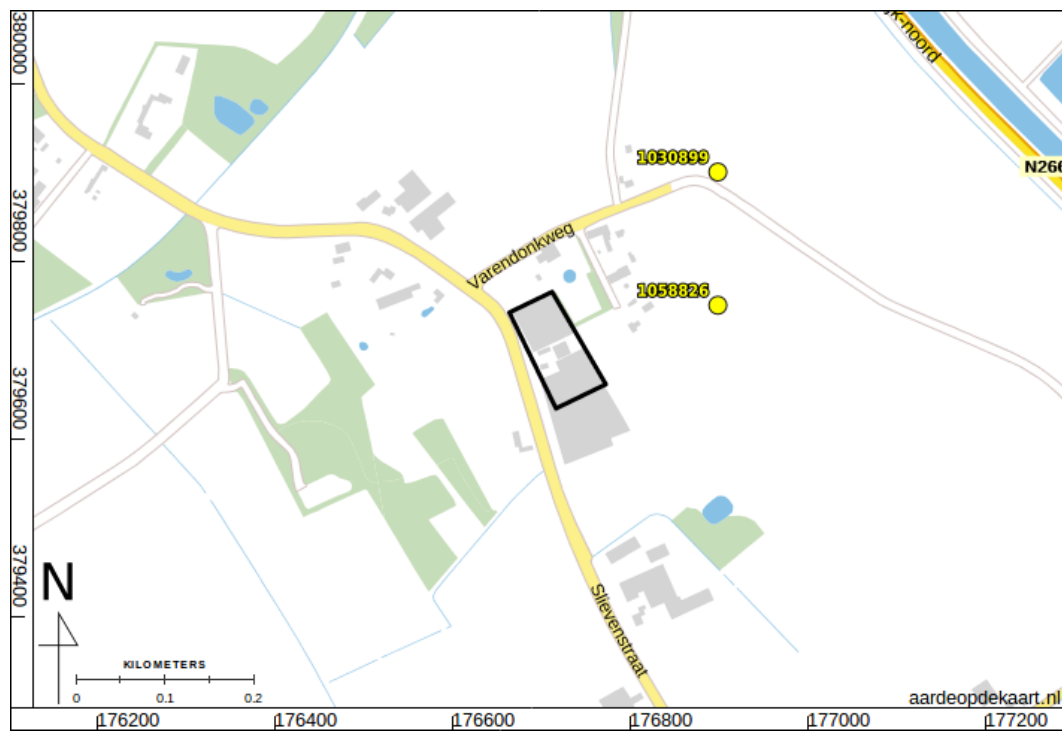 380000
k-noord
N266
1030899
379800
Varendonkweg
1058826
379600
379400
N
Slievenstraat
KILOMETERS
0 0.1 0.2
aardeopdekaart.nl
176200 176400 176600 176800 177000 177200